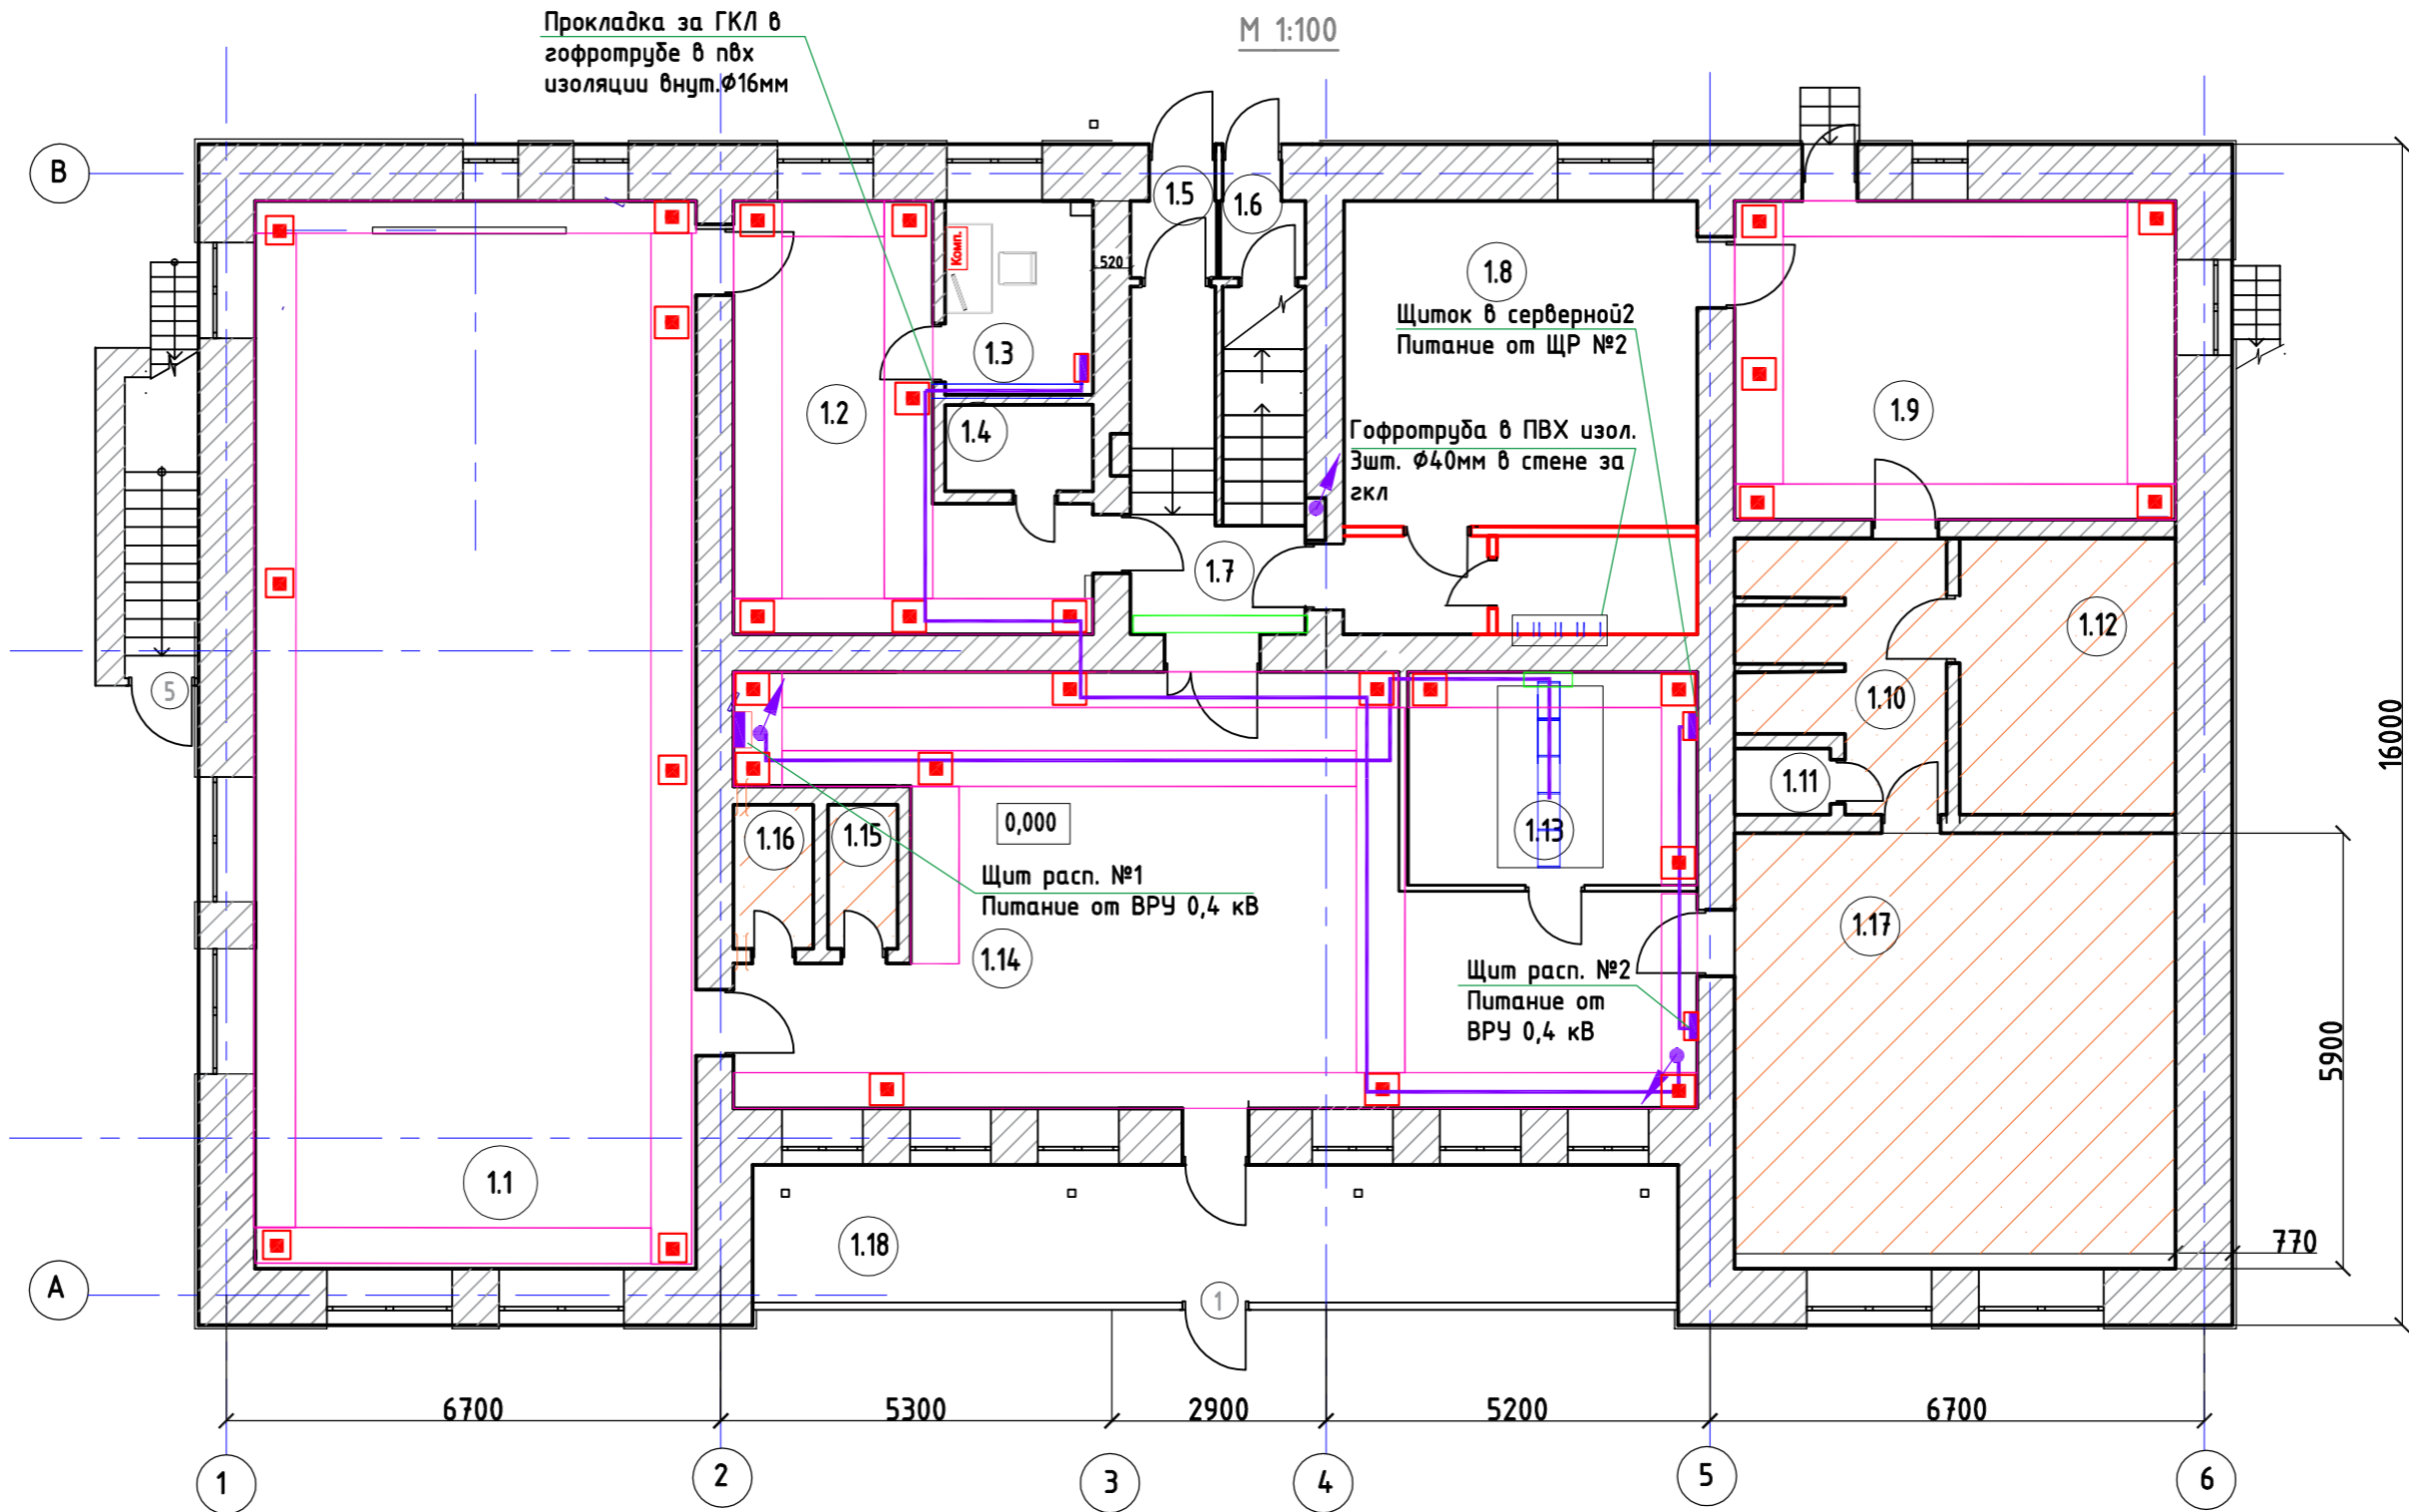 Прокладка за ГКЛ в
гофротрубе в пвх
изоляции внут.Ф16мм
М 1:100
В
1.5
1.6
Комп.
520
1.8
Щиток в серверной2
Питание от ЩР №2
1.3
1.2
1.4
1.9
Гофротруба в ПВХ изол.
3шт. Ф40мм в стене за
гкл
1.7
1.12
5
1.10
16000
1.11
0,000
1.16
1.15
1.13
Щит расп. №1
Питание от ВРУ 0,4 кВ
1.14
1.17
Щит расп. №2
Питание от
ВРУ 0,4 кВ
5900
1.1
1.18
770
А
1
6700
5300
2900
5200
6700
1
2
3
4
5
6